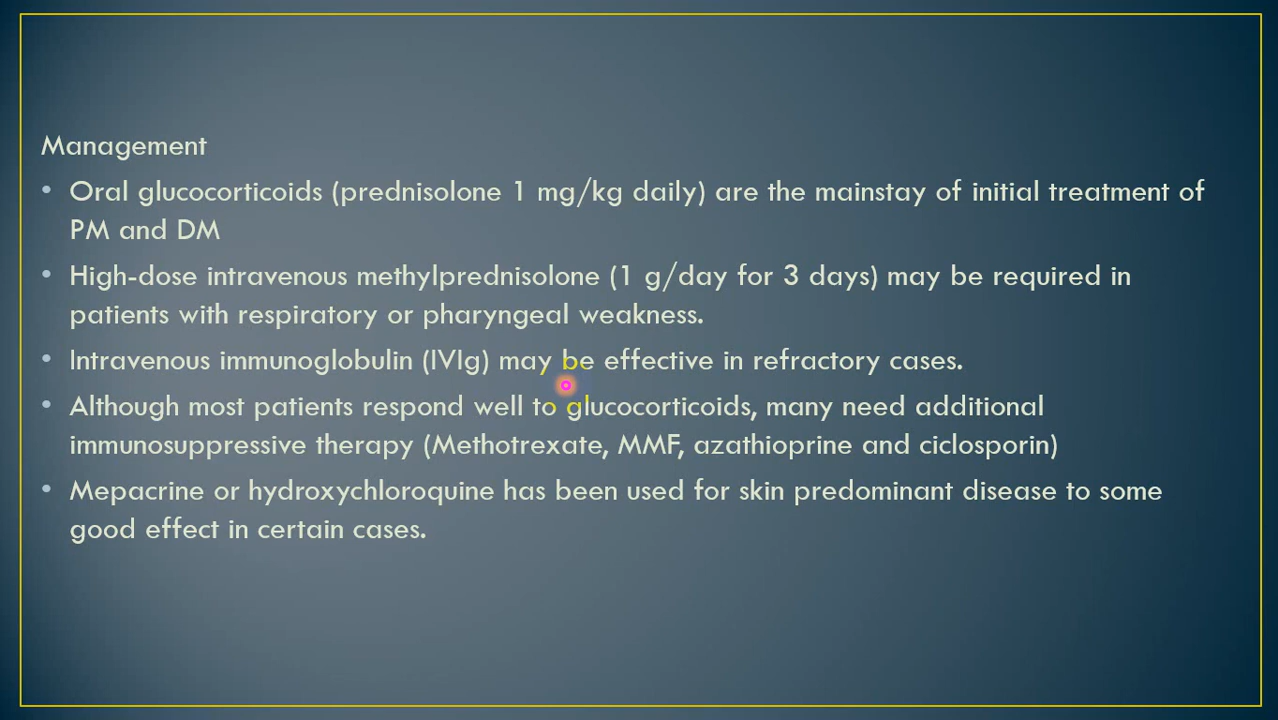 Management
• Oral glucocorticoids (prednisolone 1 mg/kg daily) are the mainstay of initial treatment of
PM and DM
• High-dose intravenous methylprednisolone (1 g/day for 3 days) may be required in
patients with respiratory or pharyngeal weakness.
• Intravenous immunoglobulin (IVIg) may be effective in refractory cases.
• Although most patients respond well to glucocorticoids, many need additional
immunosuppressive therapy (Methotrexate, MMF, azathioprine and ciclosporin)
• Mepacrine or hydroxychloroquine has been used for skin predominant disease to some
good effect in certain cases.